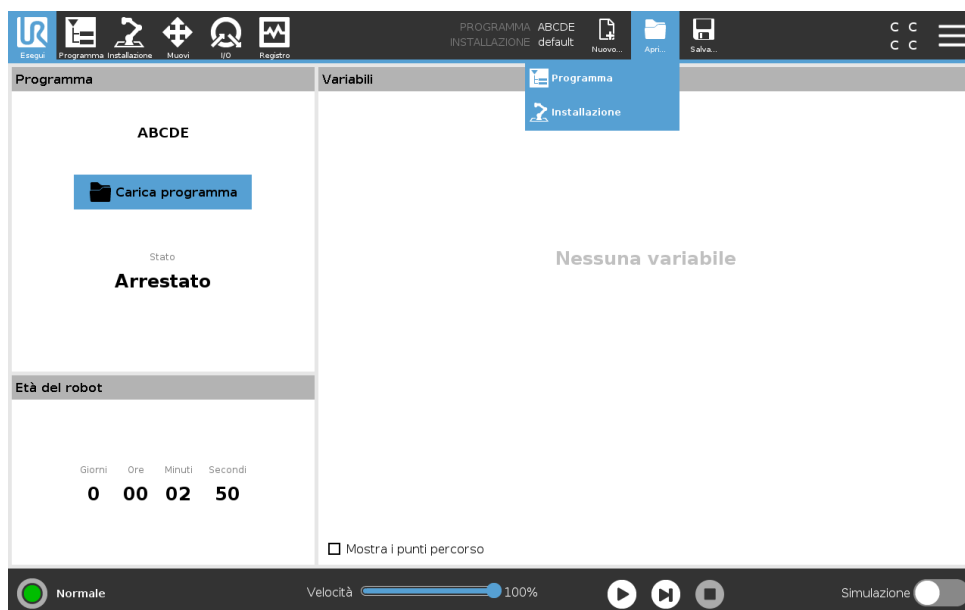 PROGRAMMA ABCDE
INSTALLAZIONE default
Esegui Programma Installazione Muovi I/O Registro Nuovo... Apri... Salva...
C C
C C
Programma
Installazione
Programma
ABCDE
Carica programma
Stato
Arrestato
Variabili
Nessuna variabile
Età del robot
Giorni Ore Minuti Secondi
0 00 02 50
Mostra i punti percorso
Normale Velocità 100% Simulazione